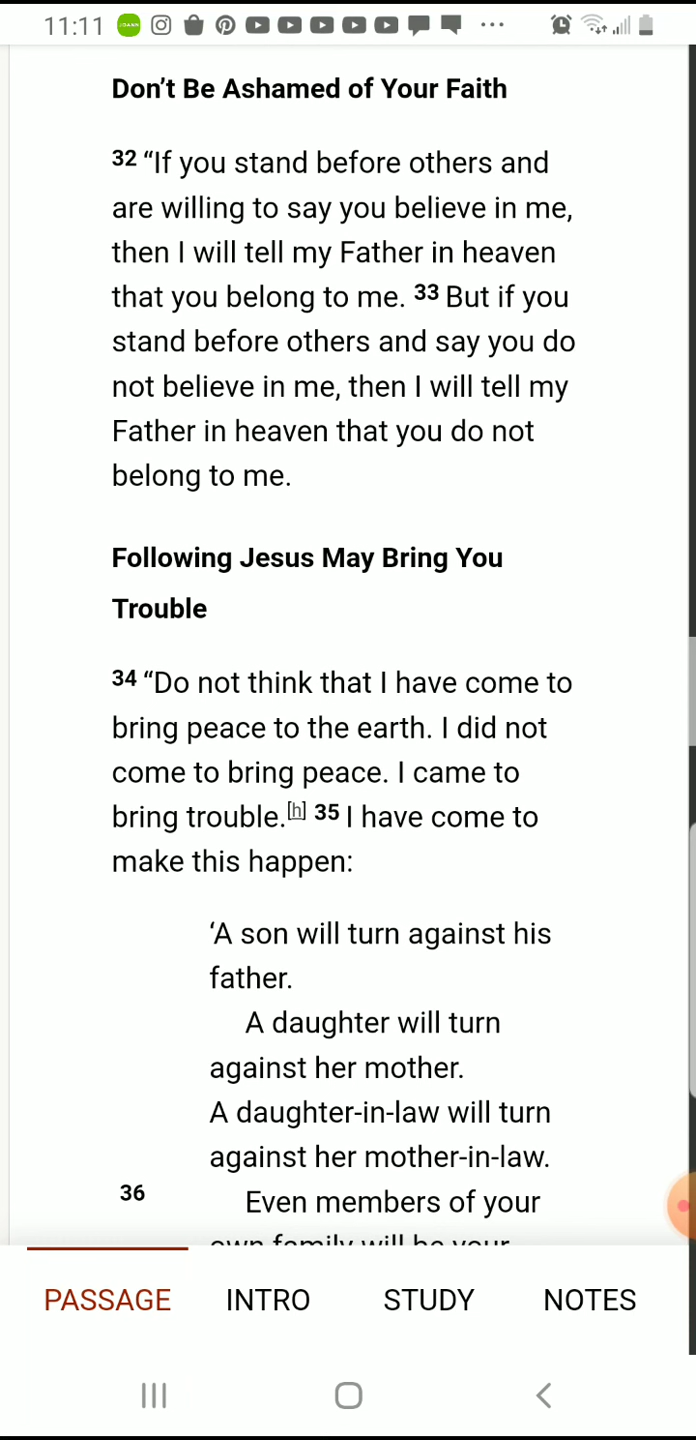 11:11
JOANN
Don’t Be Ashamed of Your Faith
32 “If you stand before others and
are willing to say you believe in me,
then I will tell my Father in heaven
that you belong to me. 33 But if you
stand before others and say you do
not believe in me, then I will tell my
Father in heaven that you do not
belong to me.
Following Jesus May Bring You
Trouble
34 “Do not think that I have come to
bring peace to the earth. I did not
come to bring peace. I came to
bring trouble.[h] 35 I have come to
make this happen:
‘A son will turn against his
father.
A daughter will turn
against her mother.
A daughter-in-law will turn
against her mother-in-law.
36 Even members of your
own family will be your
PASSAGE INTRO STUDY NOTES